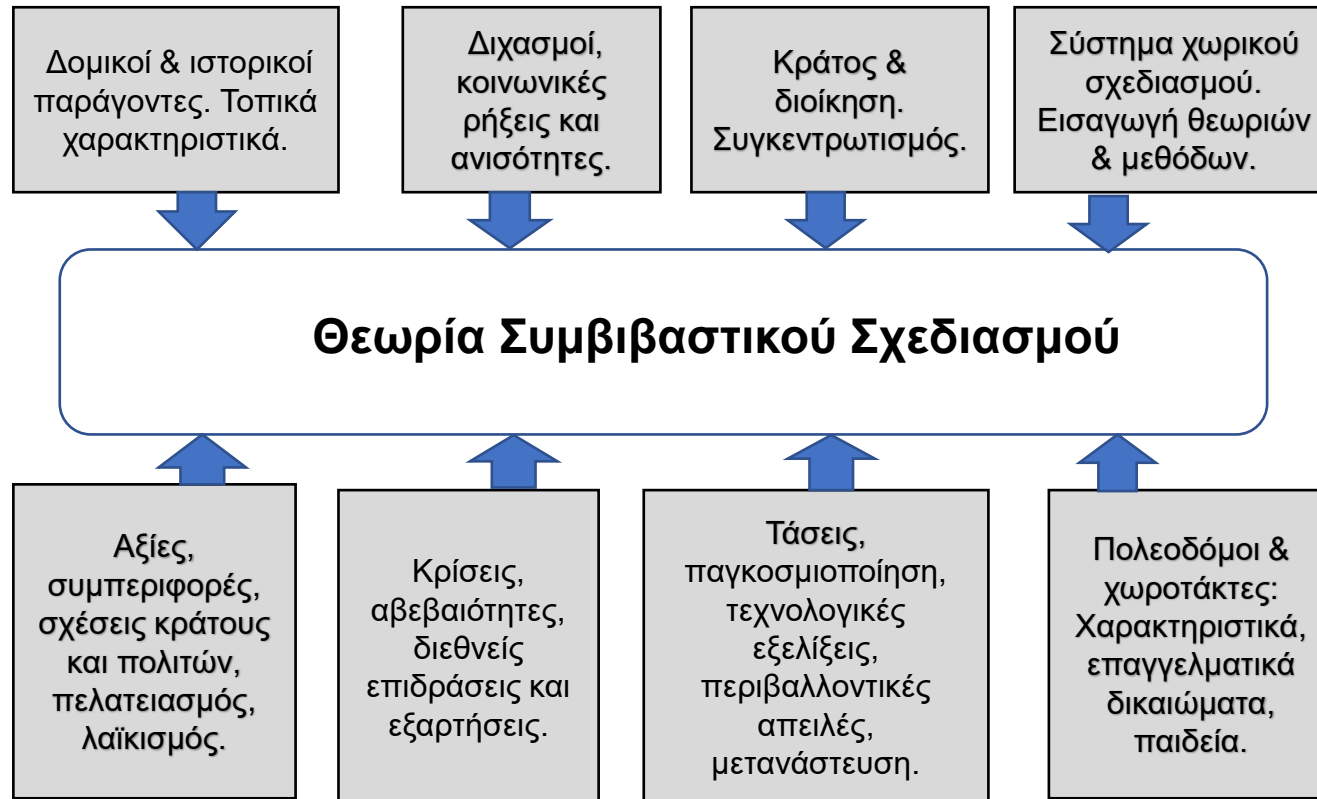 Δομικοί & ιστορικοί
παράγοντες. Τοπικά
χαρακτηριστικά.
Διχασμοί,
κοινωνικές
ρήξεις και
ανισότητες.
Κράτος &
διοίκηση.
Συγκεντρωτισμός.
Σύστημα χωρικού
σχεδιασμού.
Εισαγωγή θεωριών
& μεθόδων.
Θεωρία Συμβιβαστικού Σχεδιασμού
Αξίες,
συμπεριφορές,
σχέσεις κράτους
και πολιτών,
πελατειασμός,
λαϊκισμός.
Κρίσεις,
αβεβαιότητες,
διεθνείς
επιδράσεις και
εξαρτήσεις.
Τάσεις,
παγκοσμιοποίηση,
τεχνολογικές
εξελίξεις,
περιβαλλοντικές
απειλές,
μετανάστευση.
Πολεοδόμοι &
χωροτάκτες:
Χαρακτηριστικά,
επαγγελματικά
δικαιώματα,
παιδεία.